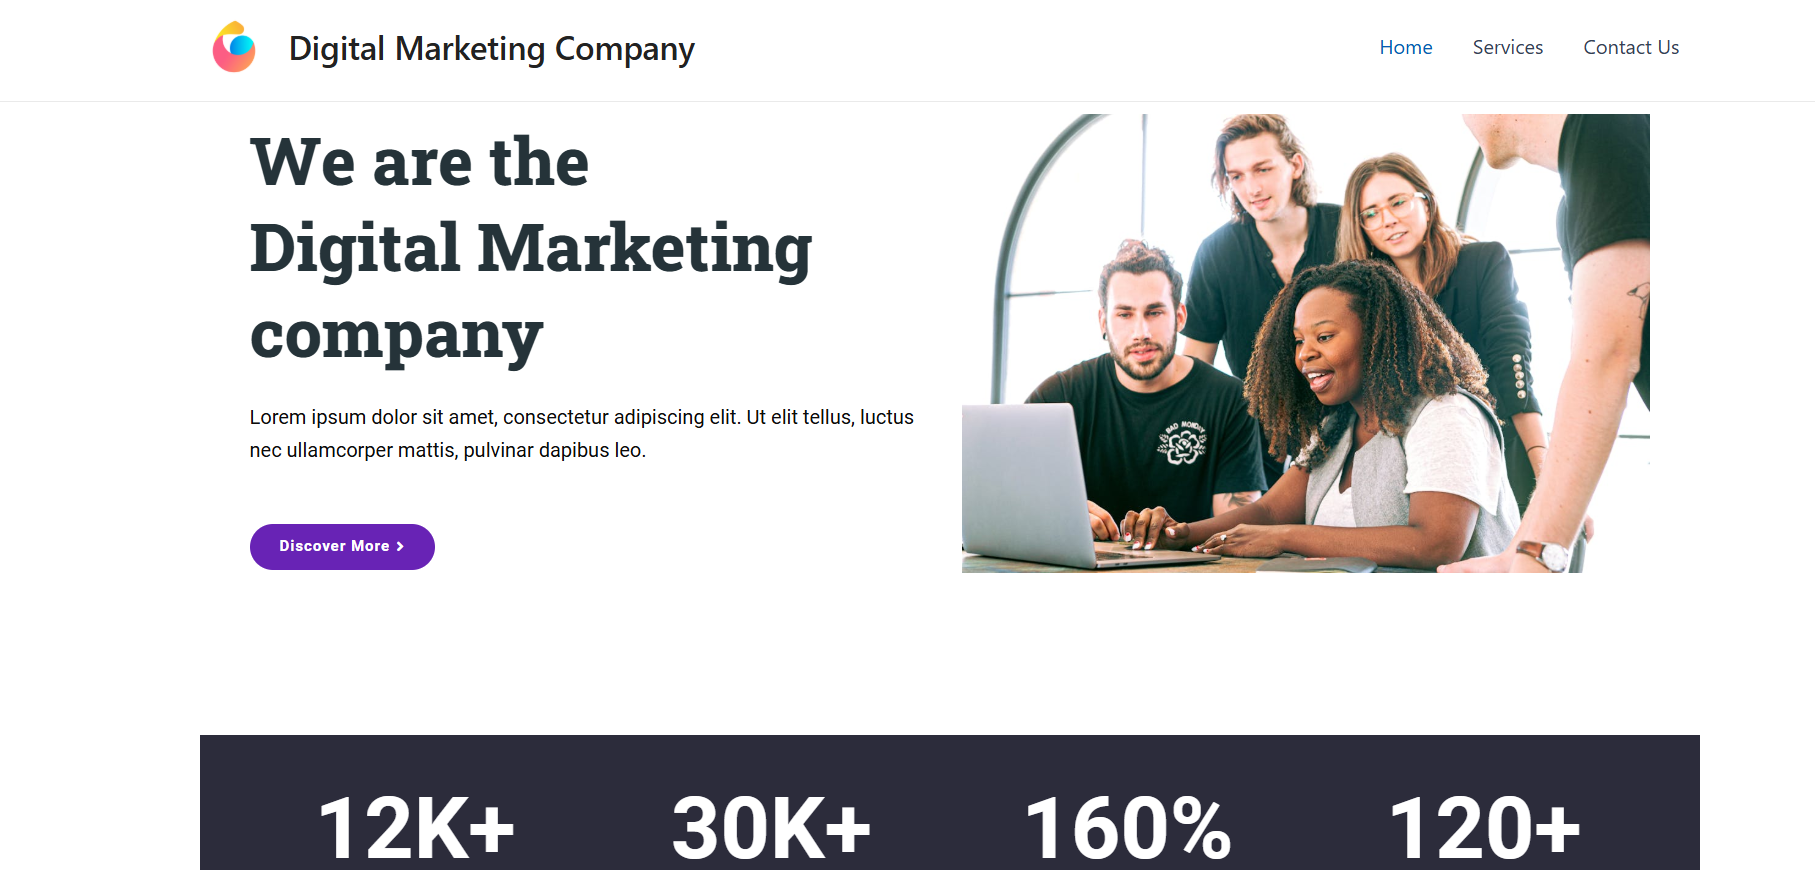 Digital Marketing Company
Home Services Contact Us
We are the
Digital Marketing
company
Lorem ipsum dolor sit amet, consectetur adipiscing elit. Ut elit tellus, luctus
nec ullamcorper mattis, pulvinar dapibus leo.
Discover More
BAD MONDAY
12K+ 30K+ 160% 120+